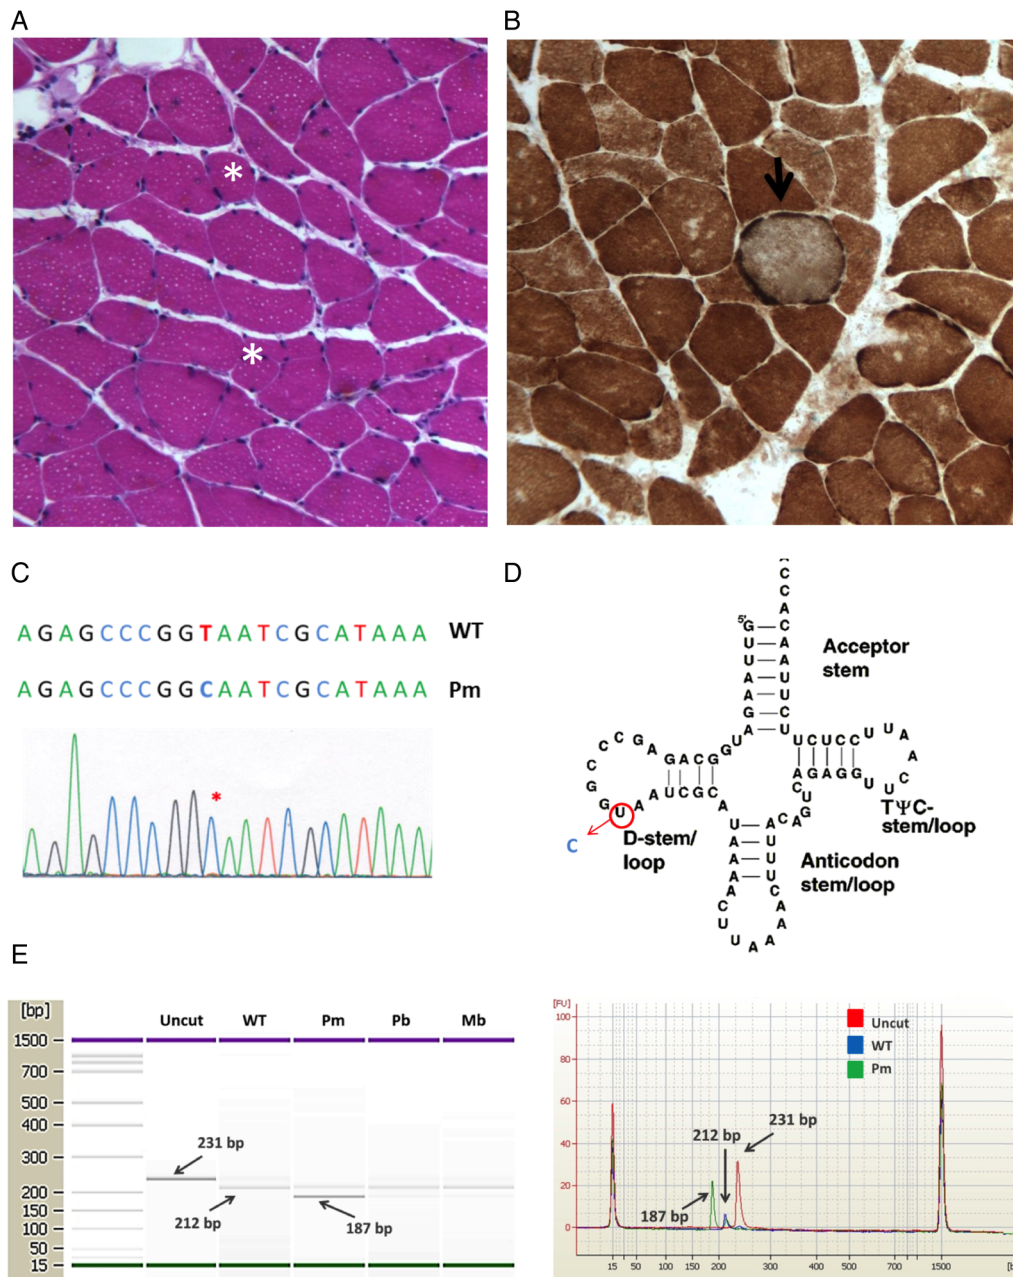 A
B
*
*
C
AGAGCCCGGTAATCGCATAAA WT
AGAGCCCGGCAATCGCATAAA Pm
*
D
5'
Acceptor stem
D-stem/
loop
C
TΨC-
stem/loop
Anticodon
stem/loop
E
[bp]
Uncut WT Pm Pb Mb
1500
700
500
400
300
200
150
100
50
15
231 bp
212 bp
187 bp
[FU]
100
80
60
40
20
0
Uncut
WT
Pm
212 bp
231 bp
187 bp
15 50 100 150 200 300 400 500 700 1500